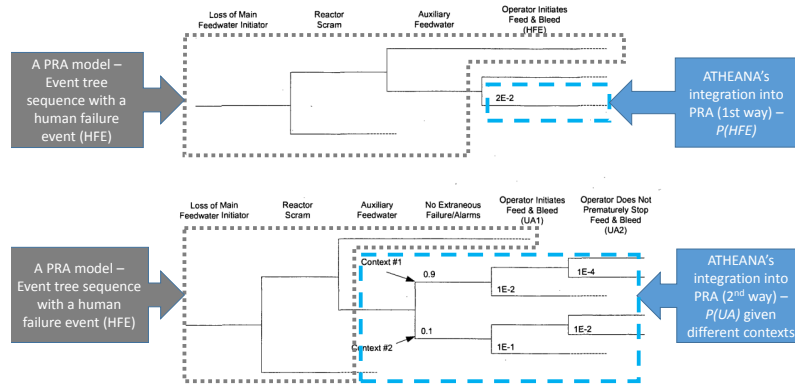 Loss of Main
Feedwater Initiator
Reactor
Scram
Auxiliary
Feedwater
Operator Initiates
Feed & Bleed
(HFE)
A PRA model –
Event tree
sequence with a
human failure
event (HFE)
2E-2
ATHEANA's
integration into
PRA (1st way) –
P(HFE)
Loss of Main
Feedwater Initiator
Reactor
Scram
Auxiliary
Feedwater
No Extraneous
Failure/Alarms
Operator Initiates
Feed & Bleed
(UA1)
Operator Does Not
Prematurely Stop
Feed & Bleed
(UA2)
A PRA model –
Event tree sequence
with a human
failure event (HFE)
Context #1
0.9
1E-4
1E-2
0.1
1E-2
Context #2
1E-1
ATHEANA's
integration into
PRA (2nd way) –
P(UA) given
different contexts